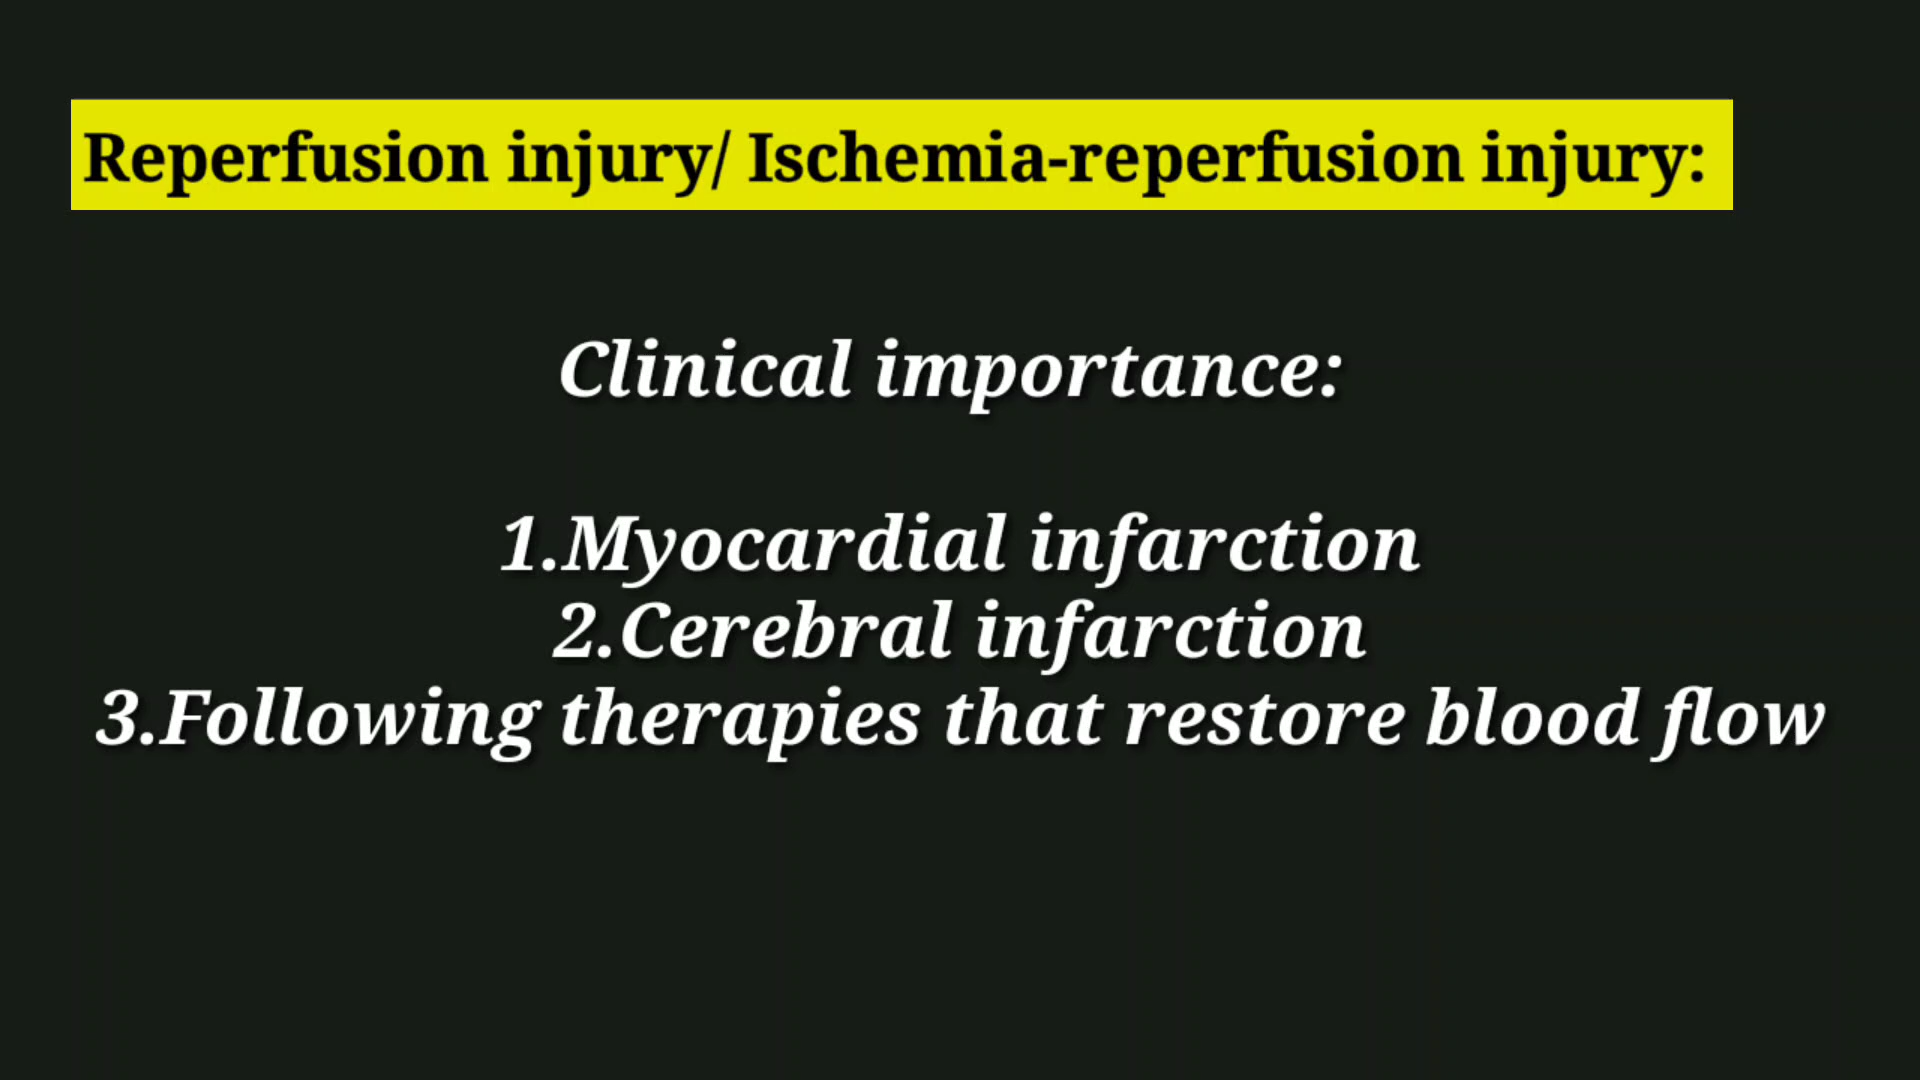 Reperfusion injury/ Ischemia-reperfusion injury:
Clinical importance:
1.Myocardial infarction
2.Cerebral infarction
3.Following therapies that restore blood flow